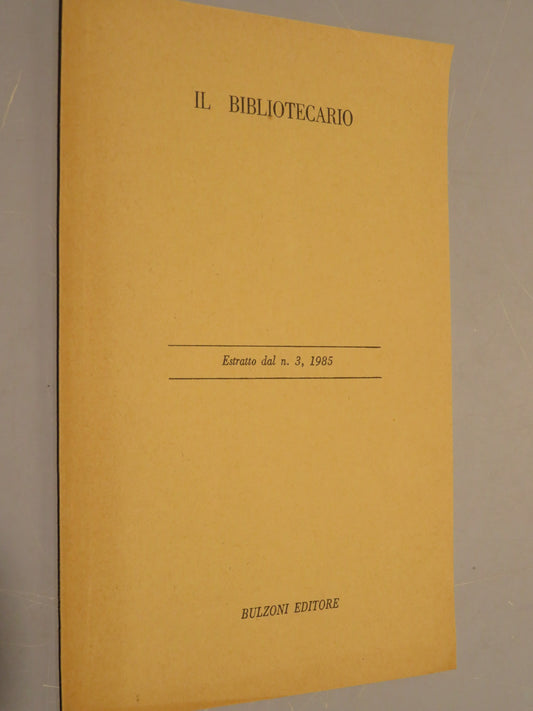 IL BIBLIOTECARIO
Estratto dal n. 3, 1985
BULZONI EDITORE